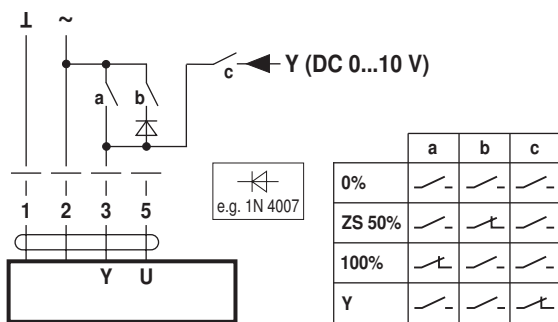 ⊥ ~
a b c Y (DC 0...10 V)
e.g. 1N 4007
1 2 3 5
Y U
a b c
0%
ZS 50%
100%
Y